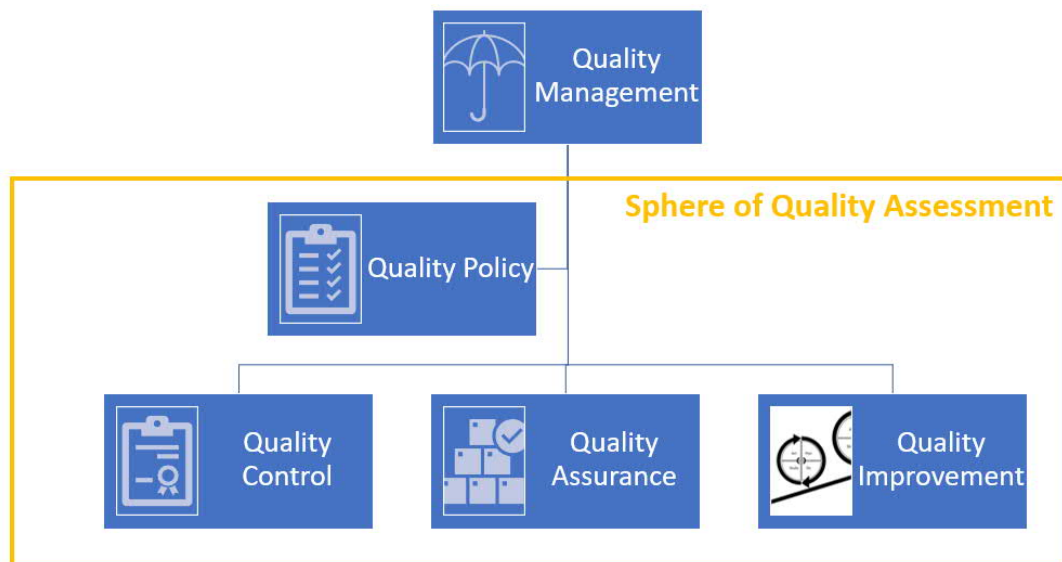 Quality
Management
Sphere of Quality Assessment
Quality Policy
Quality
Control
Quality
Assurance
Quality
Improvement